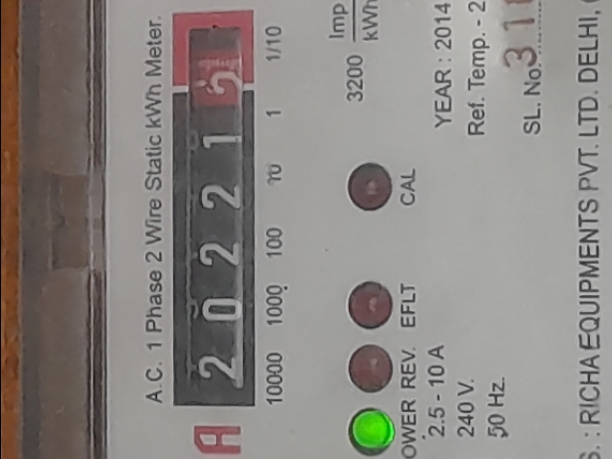 A.C. 1 Phase 2 Wire Static kWh Meter.
A 2 0 2 2 1 5
10000 1000 100 10 1 1/10
3200 Imp
kWh
POWER REV. EFLT CAL
2.5 - 10 A
240 V.
50 Hz.
YEAR : 2014
Ref. Temp. - 2
SL. No.
S. : RICHA EQUIPMENTS PVT. LTD. DELHI, (